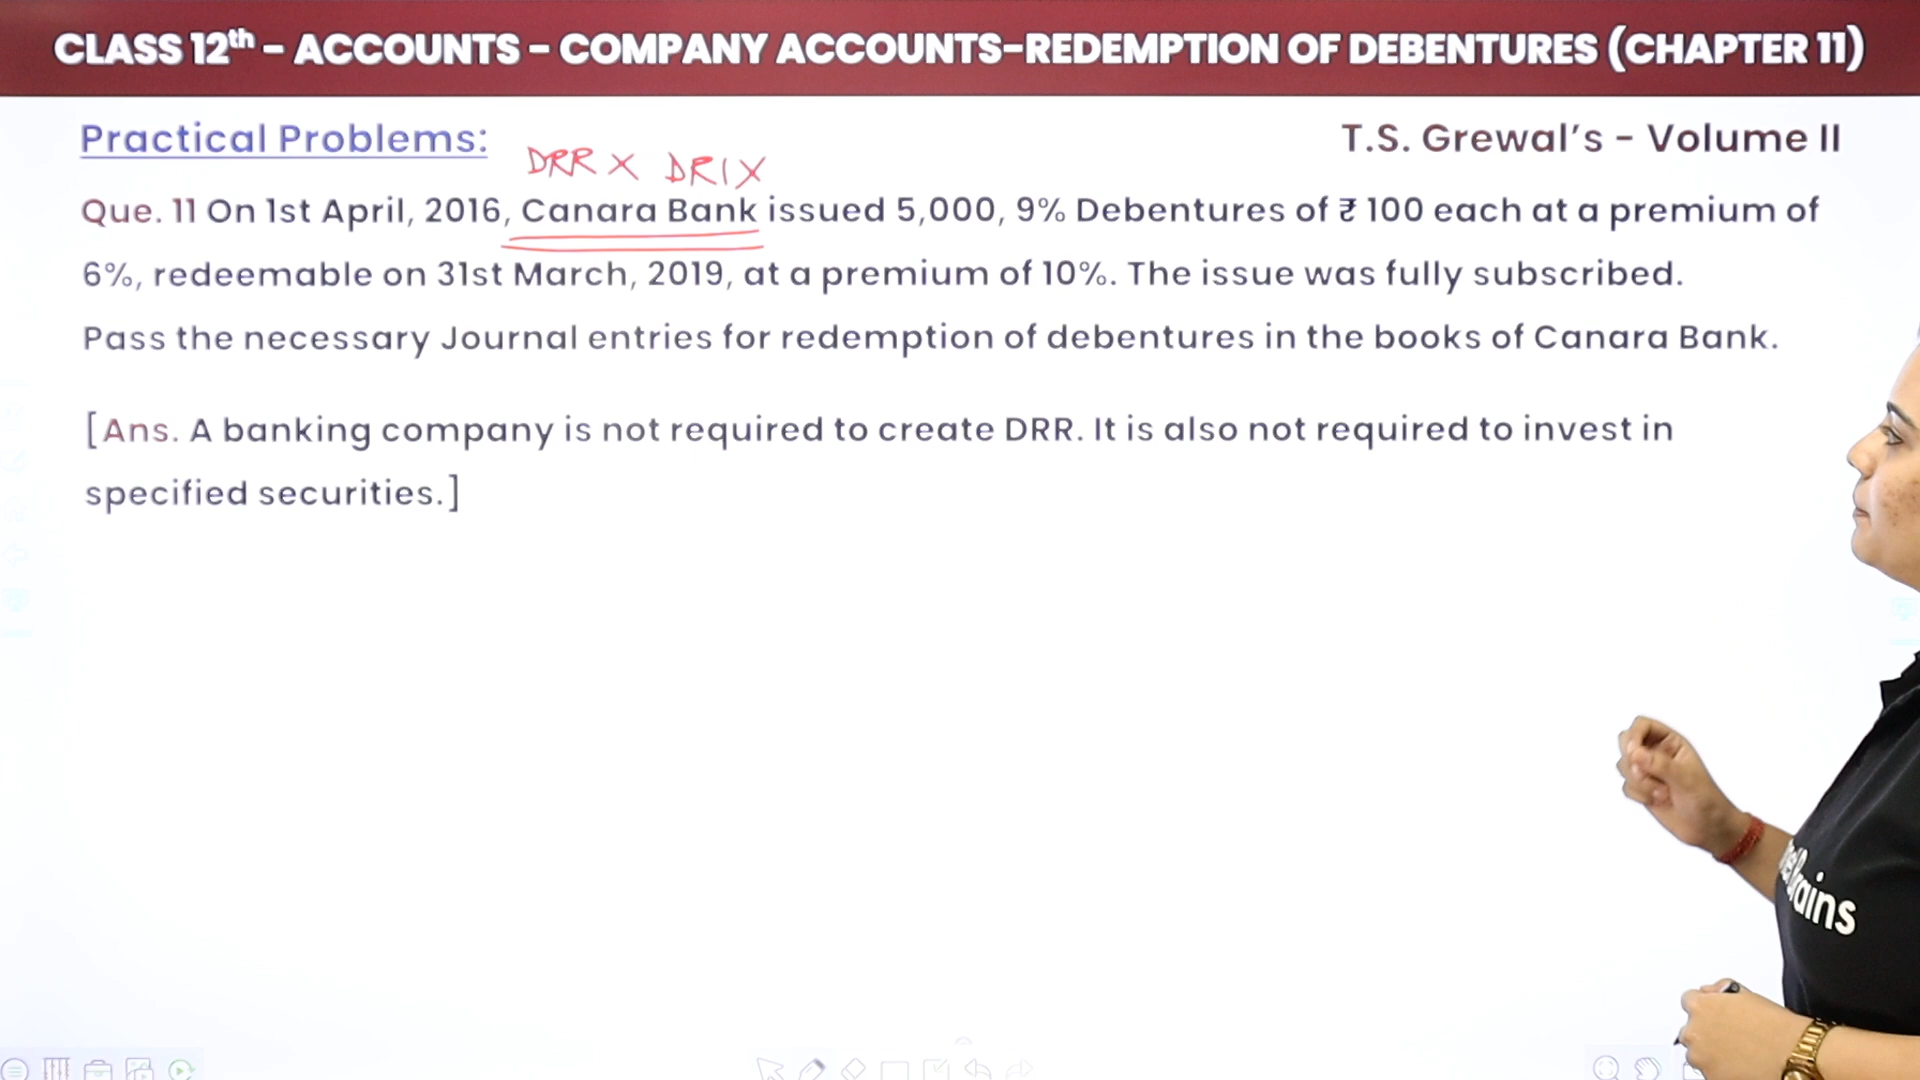 CLASS 12th - ACCOUNTS - COMPANY ACCOUNTS-REDEMPTION OF DEBENTURES (CHAPTER 11)
Practical Problems:
T.S. Grewal's - Volume II
DRR X DRI X
Que. 11 On 1st April, 2016, Canara Bank issued 5,000, 9% Debentures of ₹ 100 each at a premium of
6%, redeemable on 31st March, 2019, at a premium of 10%. The issue was fully subscribed.
Pass the necessary Journal entries for redemption of debentures in the books of Canara Bank.
[Ans. A banking company is not required to create DRR. It is also not required to invest in
specified securities.]